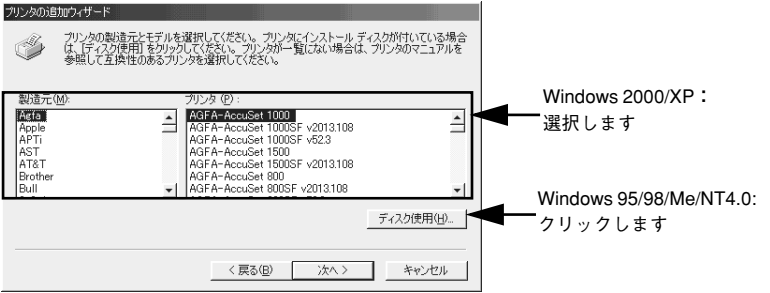 プリンタの追加ウィザード
プリンタの製造元とモデルを選択してください。プリンタにインストール ディスクが付いている場合
は、[ディスク使用] をクリックしてください。プリンタが一覧にない場合は、プリンタのマニュアルを
参照して互換性のあるプリンタを選択してください。
製造元(M):
プリンタ (P) :
Agfa
AGFA-AccuSet 1000
Apple
AGFA-AccuSet 1000SF v2013.108
APTi
AGFA-AccuSet 1000SF v52.3
AST
AGFA-AccuSet 1500
AT&T
AGFA-AccuSet 1500SF v2013.108
Brother
AGFA-AccuSet 800
Bull
AGFA-AccuSet 800SF v2013.108
Windows 2000/XP：
選択します
ディスク使用(H)...
Windows 95/98/Me/NT4.0:
クリックします
< 戻る(B)
次へ >
キャンセル